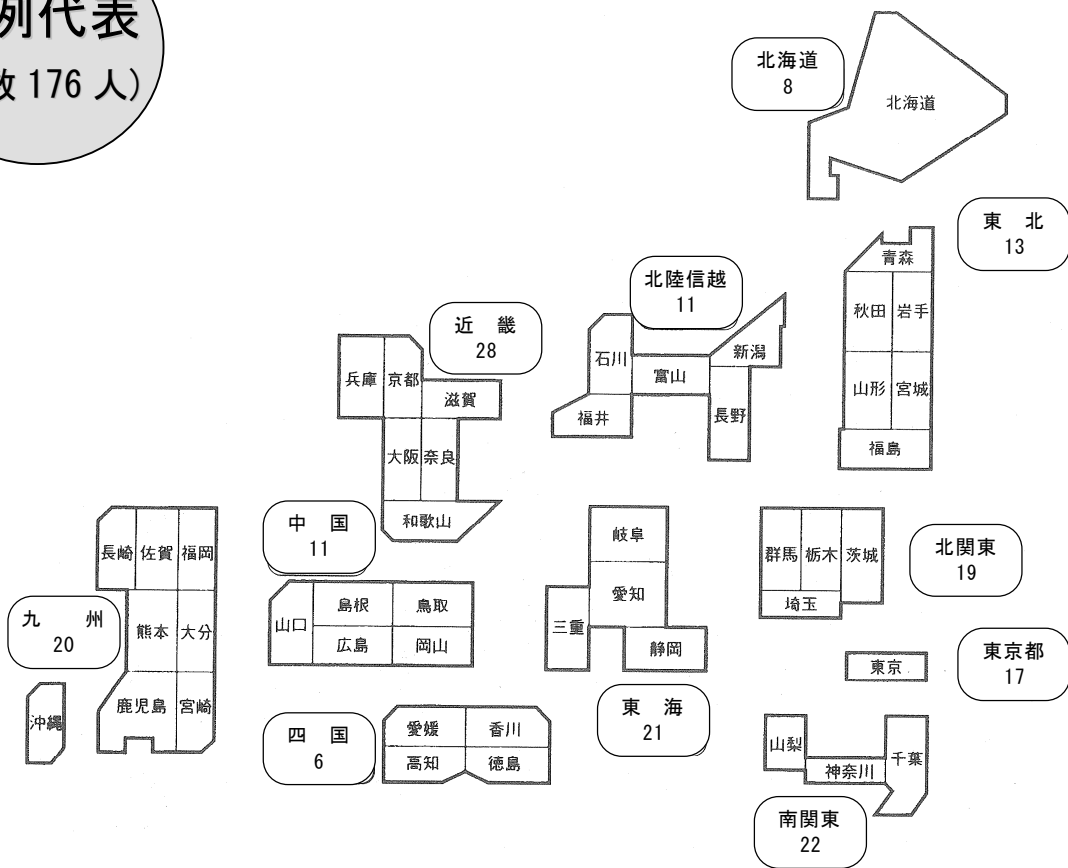 例代表
数 176 人）
北海道
8
北海道
東　北
13
青森
秋田
岩手
山形
宮城
福島
北陸信越
11
石川
富山
新潟
福井
長野
近　畿
28
兵庫
京都
滋賀
大阪
奈良
和歌山
中　国
11
山口
島根
鳥取
広島
岡山
岐阜
愛知
三重
静岡
東　海
21
群馬
栃木
茨城
埼玉
北関東
19
東京
東京都
17
山梨
神奈川
千葉
南関東
22
四　国
6
愛媛
香川
高知
徳島
長崎
佐賀
福岡
熊本
大分
鹿児島
宮崎
沖縄
九　州
20